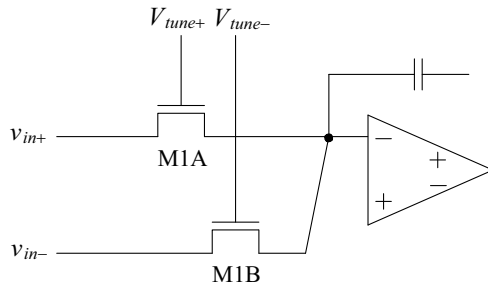 Vtune+ Vtune−
vin+
M1A
vin−
M1B
−
+
+
−